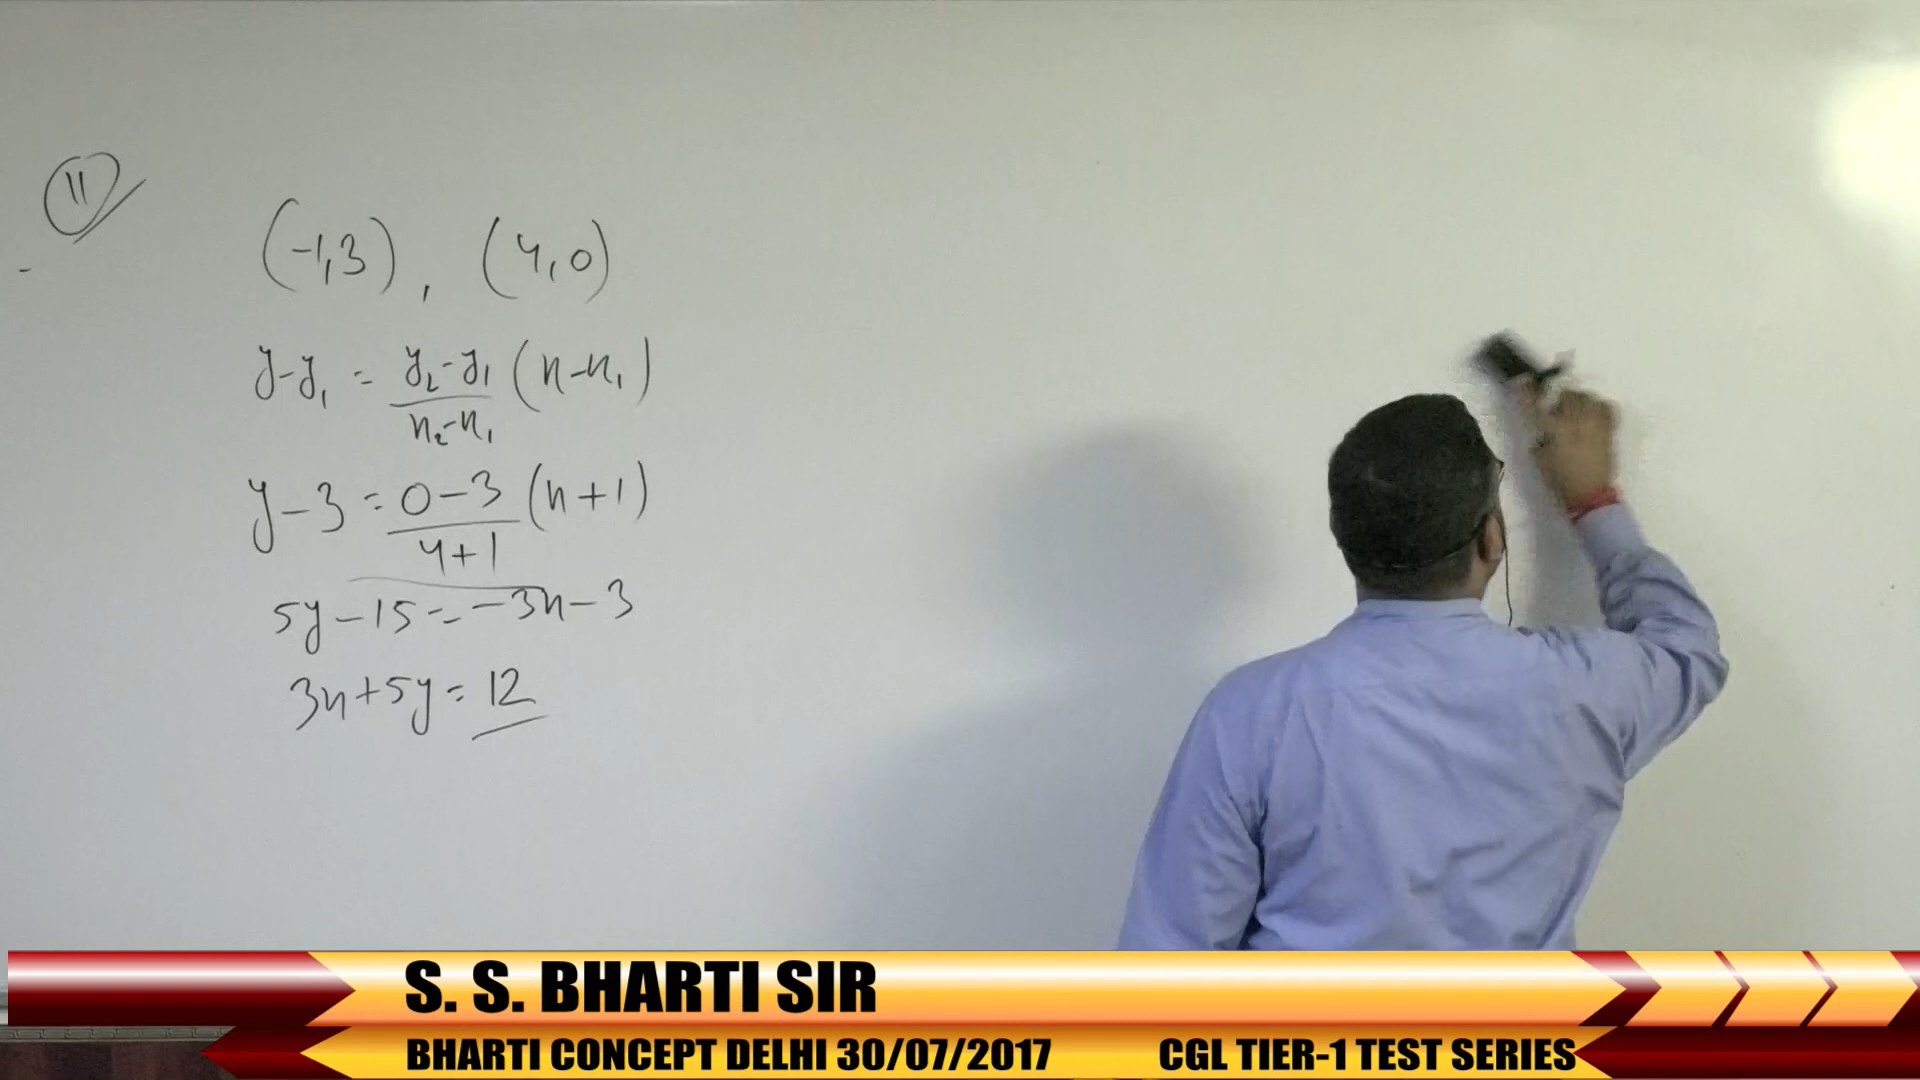 11
(-1,3), (4,0)
y-y₁ = y₂-y₁/x₂-x₁ (x-x₁)
y-3 = 0-3/4+1 (x+1)
5y-15 = -3x-3
3x+5y = 12
S. S. BHARTI SIR
BHARTI CONCEPT DELHI 30/07/2017 CGL TIER-1 TEST SERIES